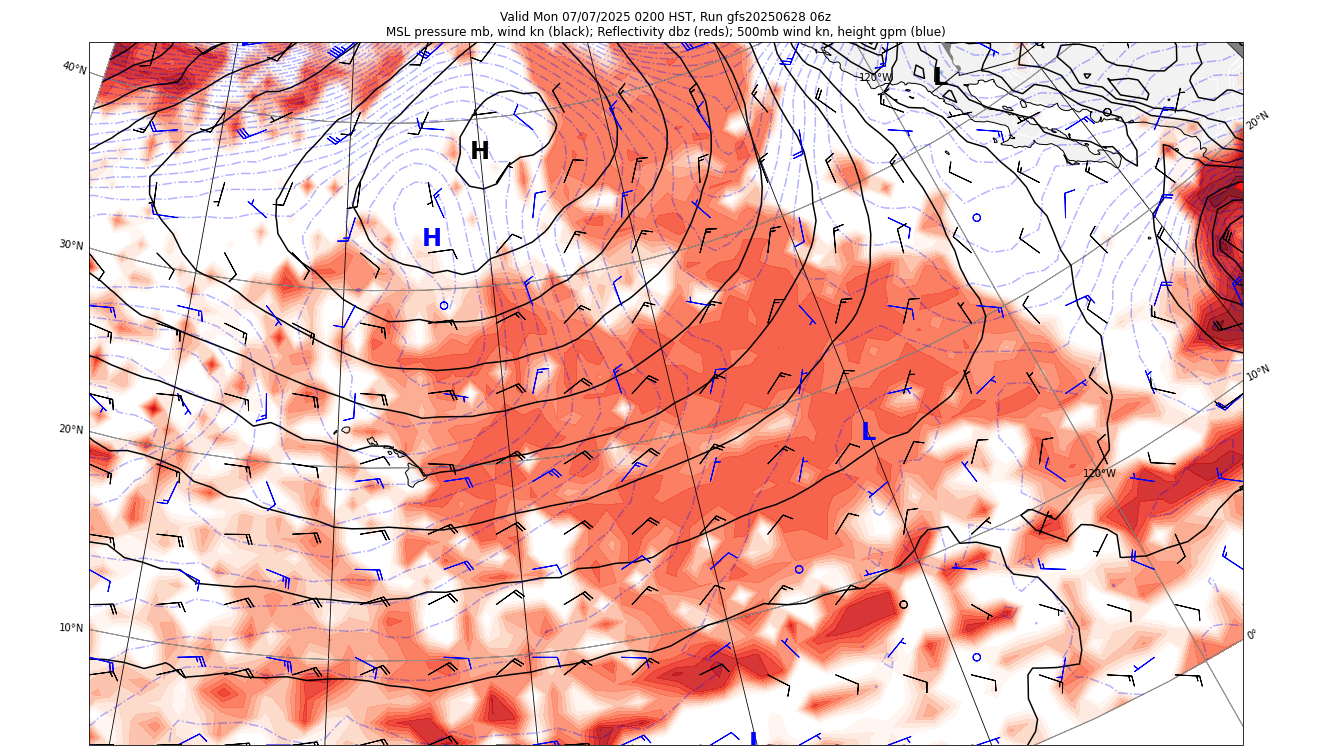 Valid Mon 07/07/2025 0200 HST, Run gfs20250628 06z
MSL pressure mb, wind kn (black); Reflectivity dbz (reds); 500mb wind kn, height gpm (blue)
40°N
120°W
L
20°N
H
H
30°N
10°N
20°N
L
120°W
10°N
0°
L